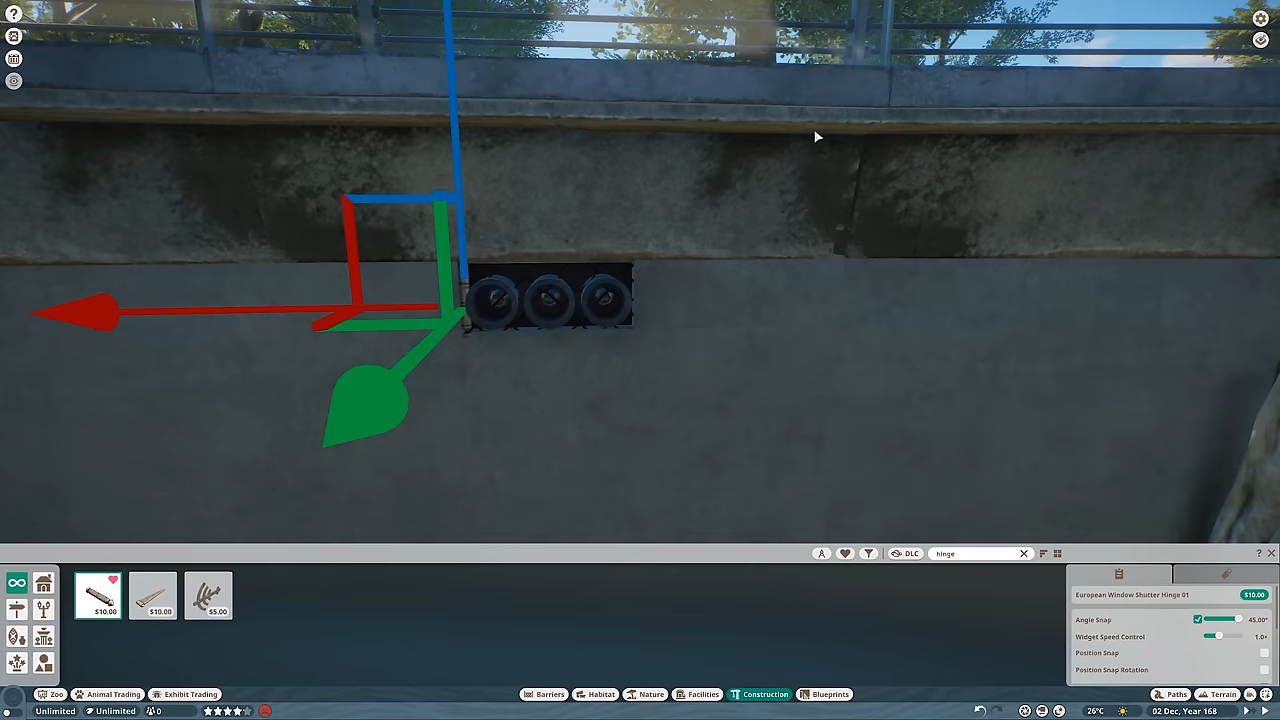 DLC
hinge
?
$10.00
$10.00
$5.00
European Window Shutter Hinge 01
$10.00
Angle Snap
45.00°
Widget Speed Control
1.0×
Position Snap
Position Snap Rotation
Zoo
Animal Trading
Exhibit Trading
Barriers
Habitat
Nature
Facilities
Construction
Blueprints
Paths
Terrain
Unlimited
Unlimited
0
26°C
02 Dec, Year 168